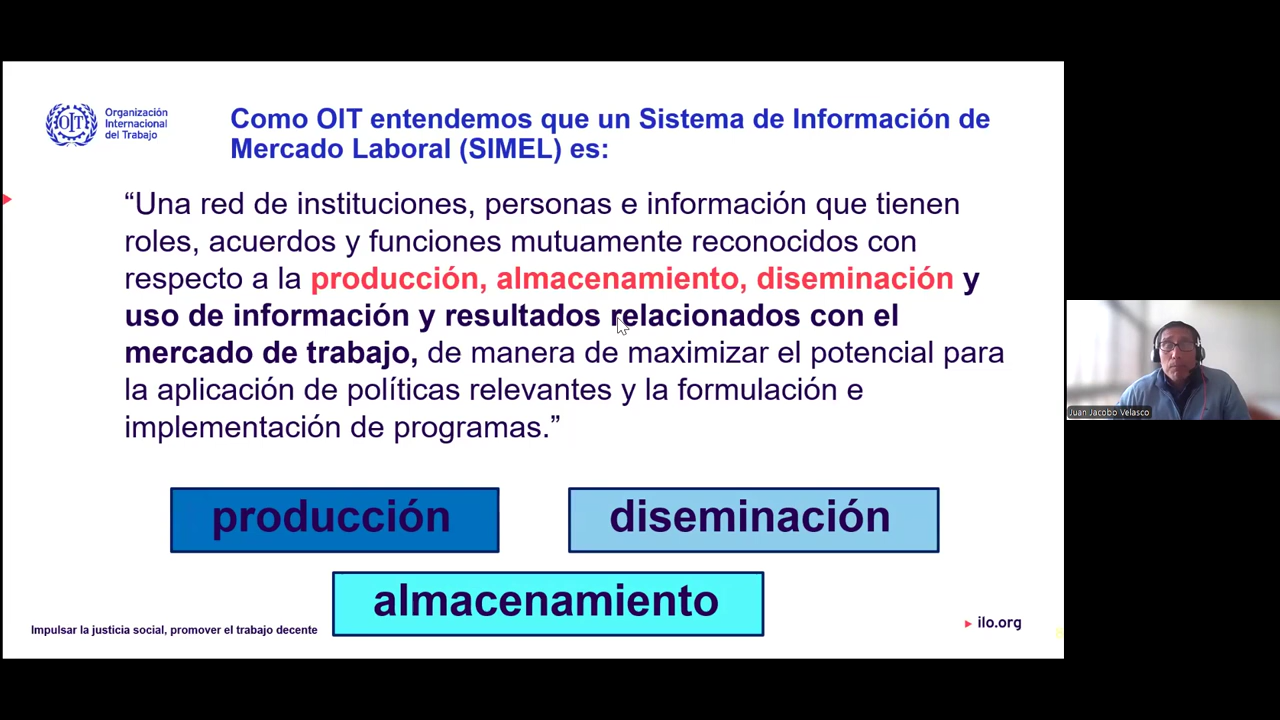 OIT
Organización
Internacional
del Trabajo
Como OIT entendemos que un Sistema de Información de
Mercado Laboral (SIMEL) es:
“Una red de instituciones, personas e información que tienen
roles, acuerdos y funciones mutuamente reconocidos con
respecto a la producción, almacenamiento, diseminación y
uso de información y resultados relacionados con el
mercado de trabajo, de manera de maximizar el potencial para
la aplicación de políticas relevantes y la formulación e
implementación de programas.”
producción
diseminación
almacenamiento
Impulsar la justicia social, promover el trabajo decente
ilo.org
Juan Jacobo Velasco